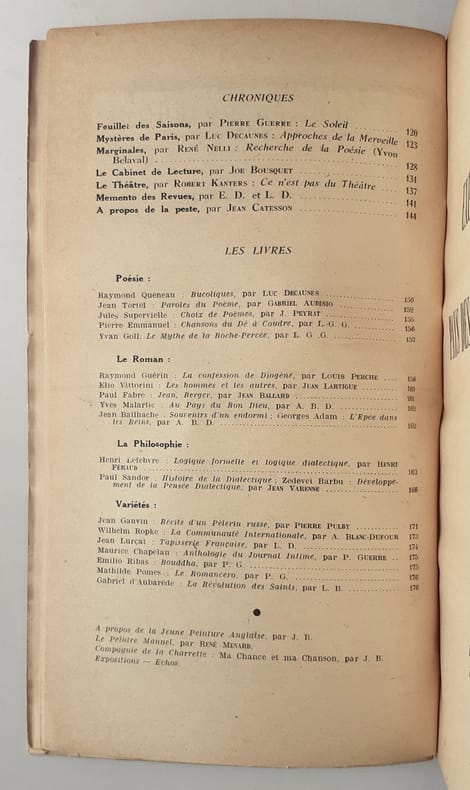 CHRONIQUES
Feuillet des Saisons, par PIERRE GUERRE : Le Soleil .......... 120
Mystères de Paris, par LUC DECAUNES : Approches de la Merveille 123
Marginales, par RENÉ NELLI : Recherche de la Poésie (Yvon
Belaval) .......... 128
Le Cabinet de Lecture, par JOE BOUSQUET .......... 131
Le Théâtre, par ROBERT KANTERS : Ce n'est pas du Théâtre .... 137
Memento des Revues, par E. D. et L. D. .......... 141
A propos de la peste, par JEAN CATESSON .......... 144
LES LIVRES
Poésie :
Raymond Queneau : Bucoliques, par LUC DECAUNES .......... 150
Jean Tortel : Paroles du Poème, par GABRIEL AUDISIO .......... 152
Jules Supervielle : Choix de Poèmes, par J. PEYRAT .......... 155
Pierre Emmanuel : Chansons du Dé à Coudre, par L.-G. G. .......... 156
Yvan Goll : Le Mythe de la Roche-Percée, par L. G .G. .......... 157
Le Roman :
Raymond Guérin : La confession de Diogène, par LOUIS PERCHE .... 158
Elio Vittorini : Les hommes et les autres, par JEAN LARTIGUE .... 160
Paul Fabre : Jean, Berger, par JEAN BALLARD .......... 161
Yves Malartic : Au Pays du Bon Dieu, par A. B. D. .......... 162
Jean Bailhache : Souvenirs d'un endormi ; Georges Adam : L'Epée dans
les Reins, par A. B. D. .......... 162
La Philosophie :
Henri Lefebvre : Logique formelle et logique dialectique, par HENRI
FÉRAUD .......... 163
Paul Sandor : Histoire de la Dialectique ; Zedevei Barbu : Développe-
ment de la Pensée Dialectique, par JEAN VARENNE .......... 168
Variétés :
Jean Gauvin : Récits d'un Pèlerin russe, par PIERRE PULBY .......... 171
Wilhelm Ropke : La Communauté Internationale, par A. BLANC-DUFOUR 173
Jean Lurçat : Tapisserie Française, par L. D. .......... 174
Maurice Chapelan : Anthologie du Journal Intime, par P. GUERRE .. 175
Emilio Ribas : Bouddha, par P. G. .......... 175
Mathilde Pomès : Le Romancero, par P. G. .......... 176
Gabriel d'Aubarède : La Révolution des Saints, par L. B. .......... 176
A propos de la Jeune Peinture Anglaise, par J. B.
Le Peintre Manuel, par RENÉ MÉNARD.
Compagnie de la Charrette : Ma Chance et ma Chanson, par J. B.
Expositions — Echos.